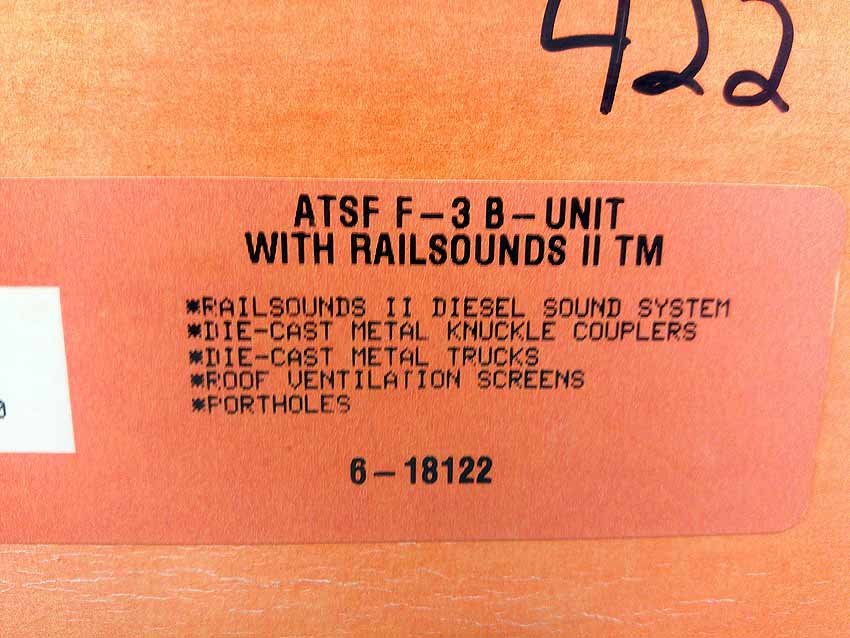 422
ATSF F-3 B-UNIT
WITH RAILSOUNDS II TM
*RAILSOUNDS II DIESEL SOUND SYSTEM
*DIE-CAST METAL KNUCKLE COUPLERS
*DIE-CAST METAL TRUCKS
*ROOF VENTILATION SCREENS
*PORTHOLES
6-18122